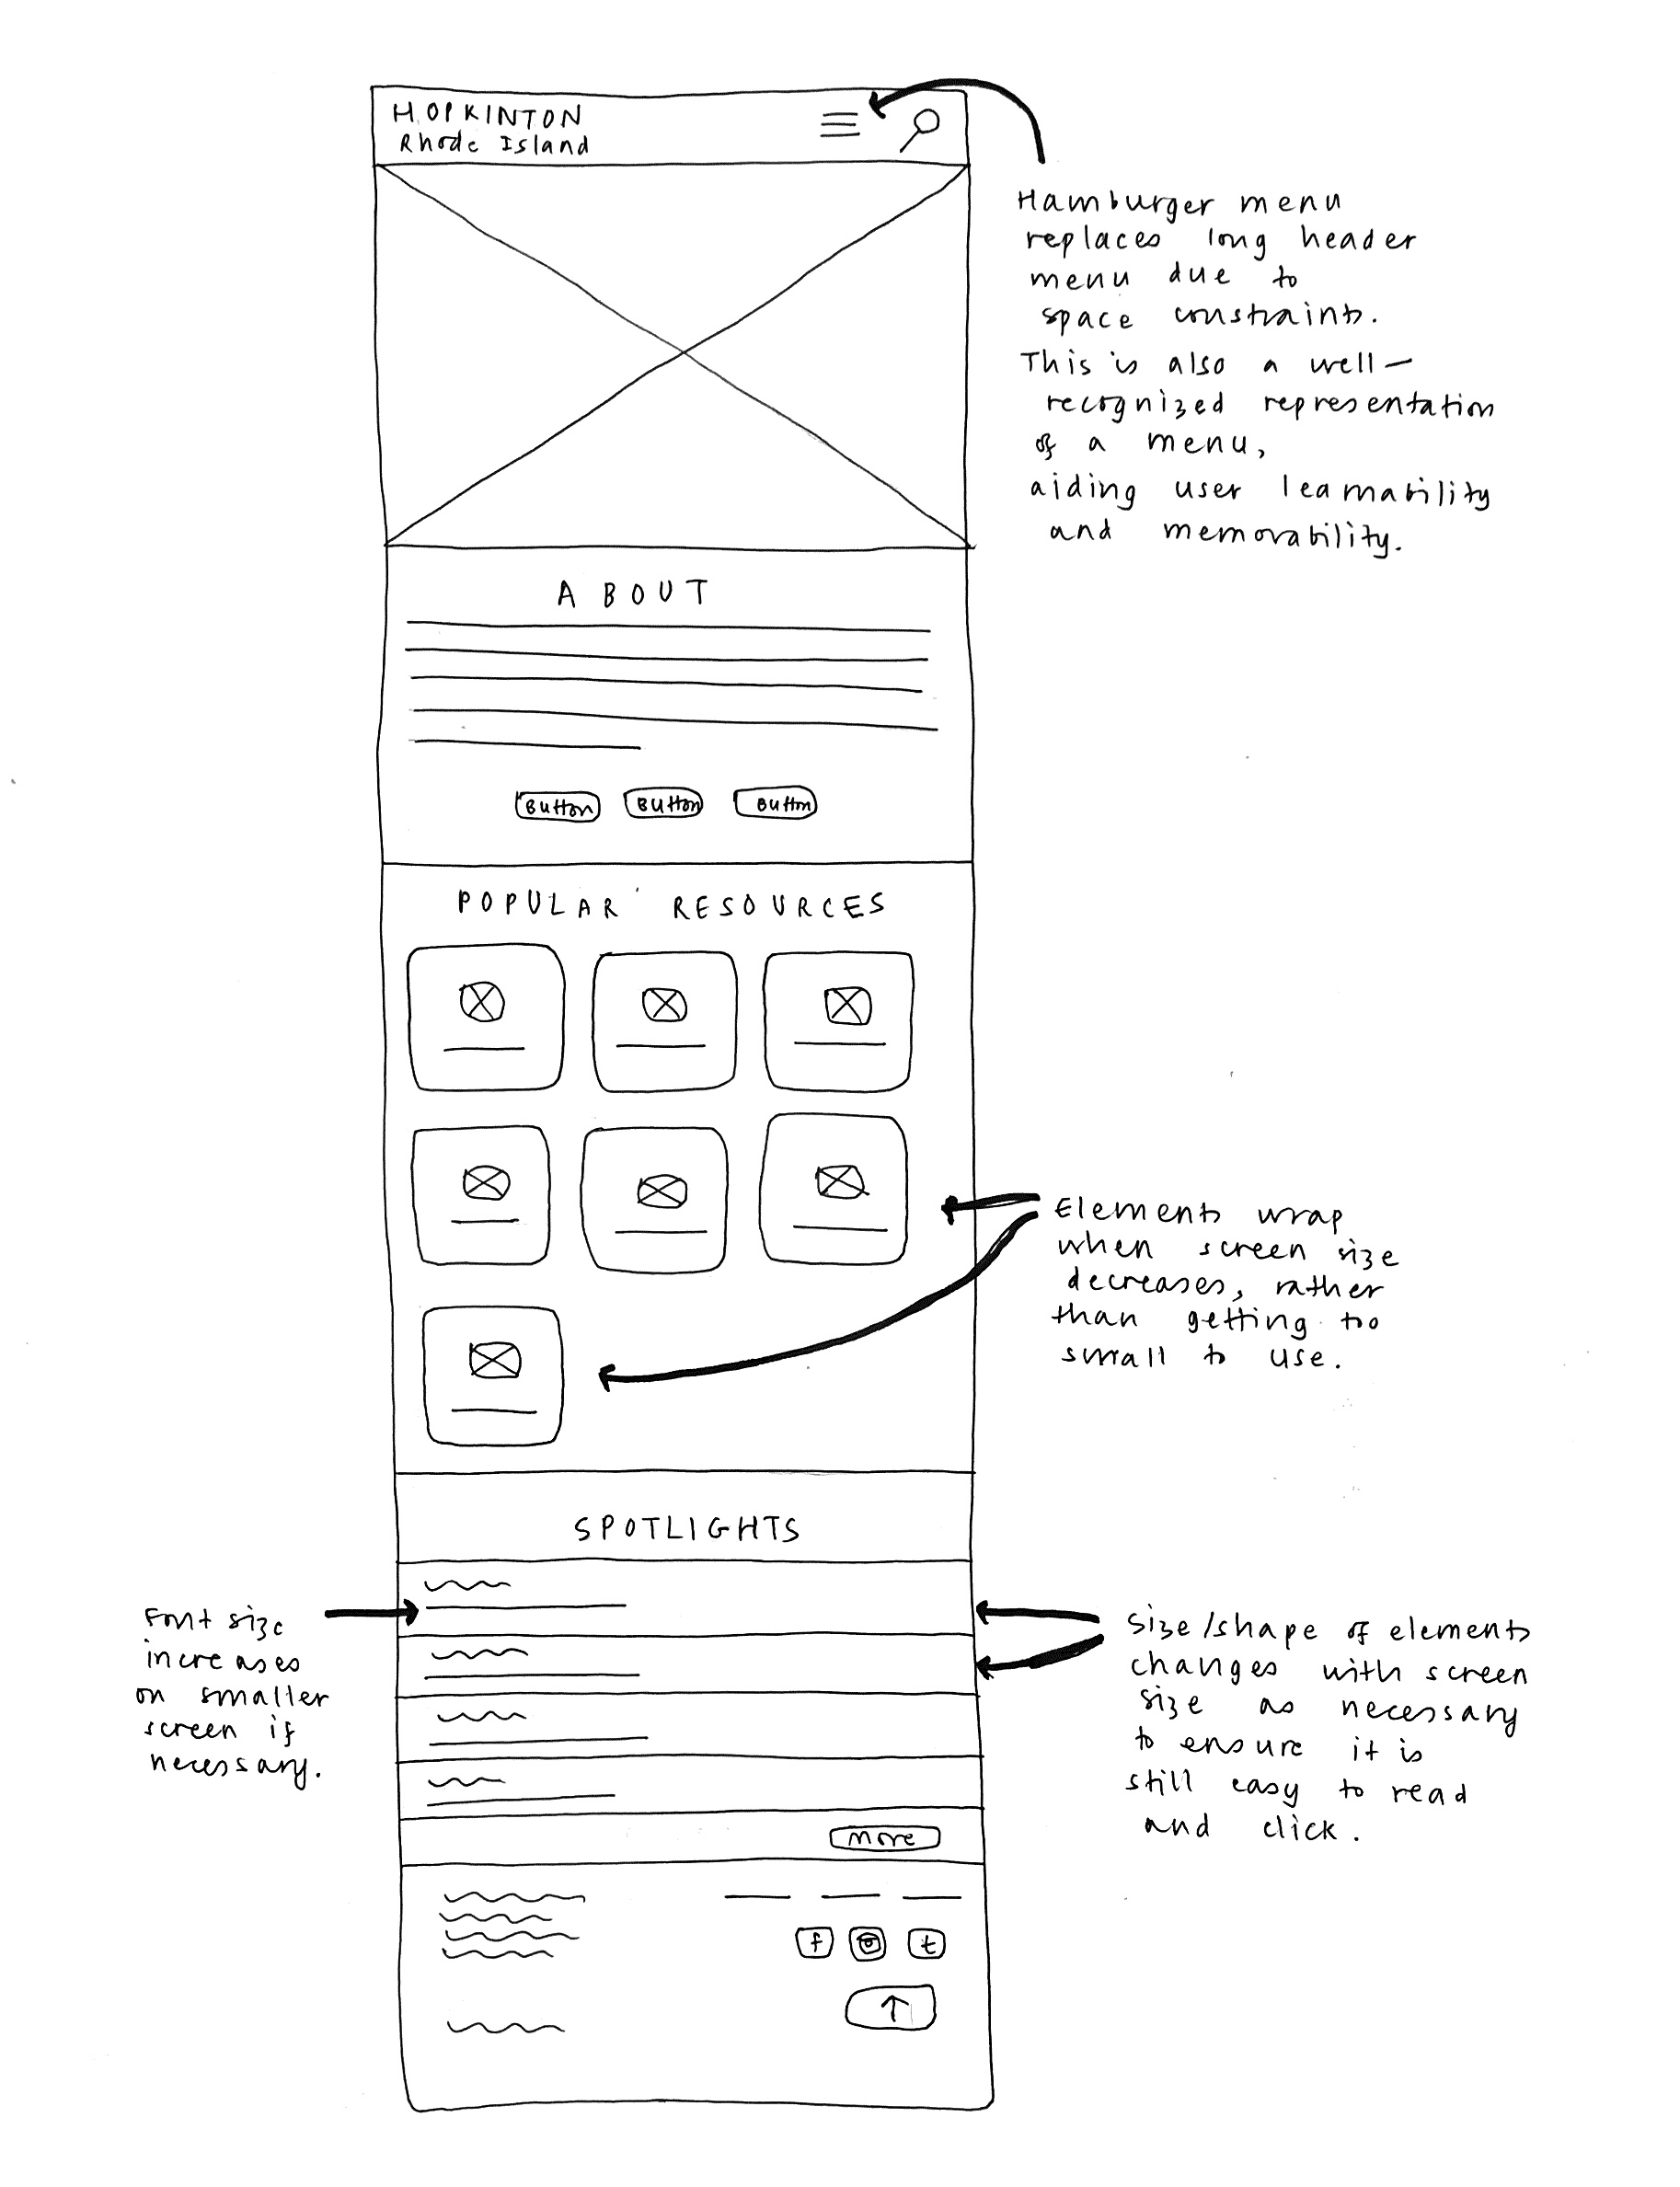 HOPKINTON
Rhode Island
Hamburger menu
replaces long header
menu due to
space constraints.
This is also a well-
recognized representation
of a menu,
aiding user learnability
and memorability.
ABOUT
Button Button Button
POPULAR RESOURCES
Elements wrap
when screen size
decreases, rather
than getting too
small to use.
SPOTLIGHTS
Font size
increases
on smaller
screen if
necessary.
Size/shape of elements
changes with screen
size as necessary
to ensure it is
still easy to read
and click.
more
f t